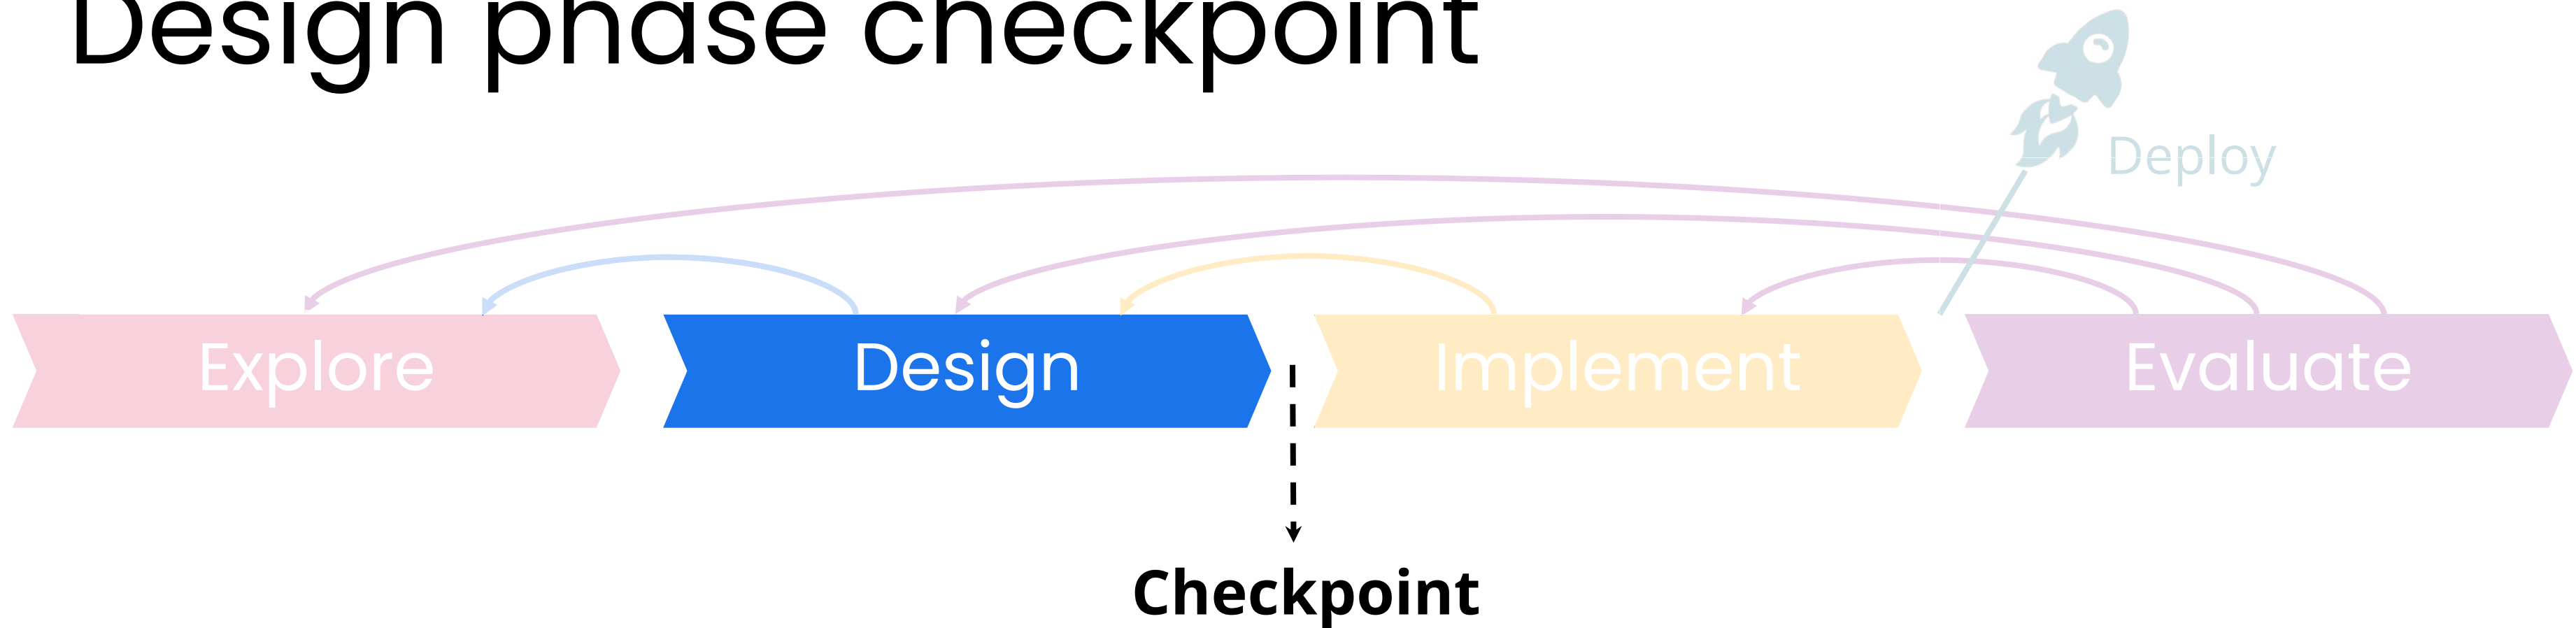 Design phase checkpoint
Deploy
Explore
Design
Implement
Evaluate
Checkpoint